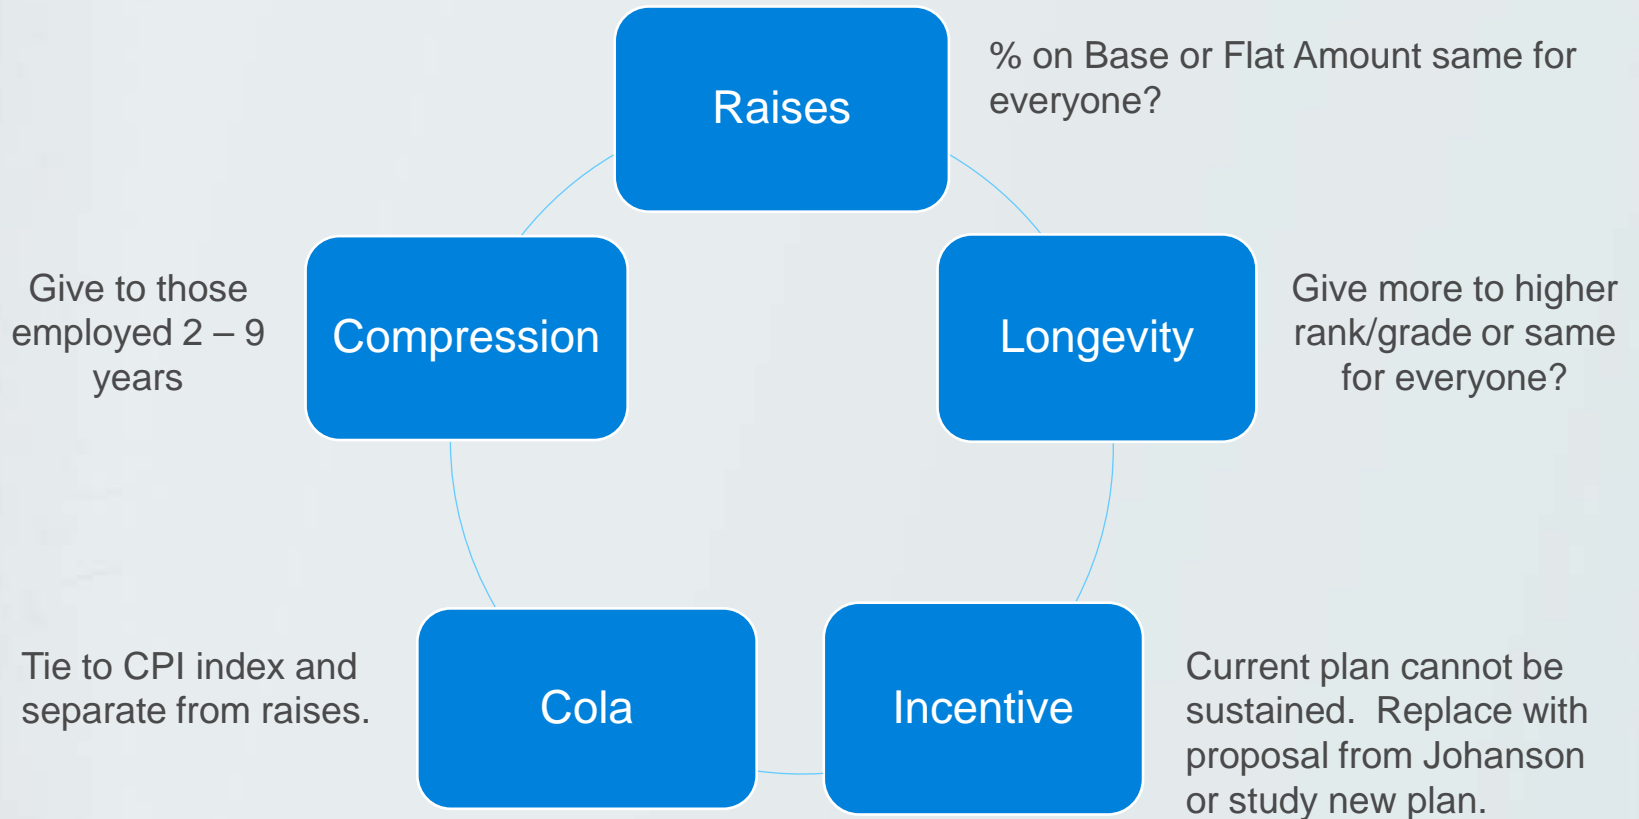 Raises
% on Base or Flat Amount same for
everyone?
Compression
Give to those
employed 2 – 9
years
Longevity
Give more to higher
rank/grade or same
for everyone?
Cola
Tie to CPI index and
separate from raises.
Incentive
Current plan cannot be
sustained.  Replace with
proposal from Johanson
or study new plan.